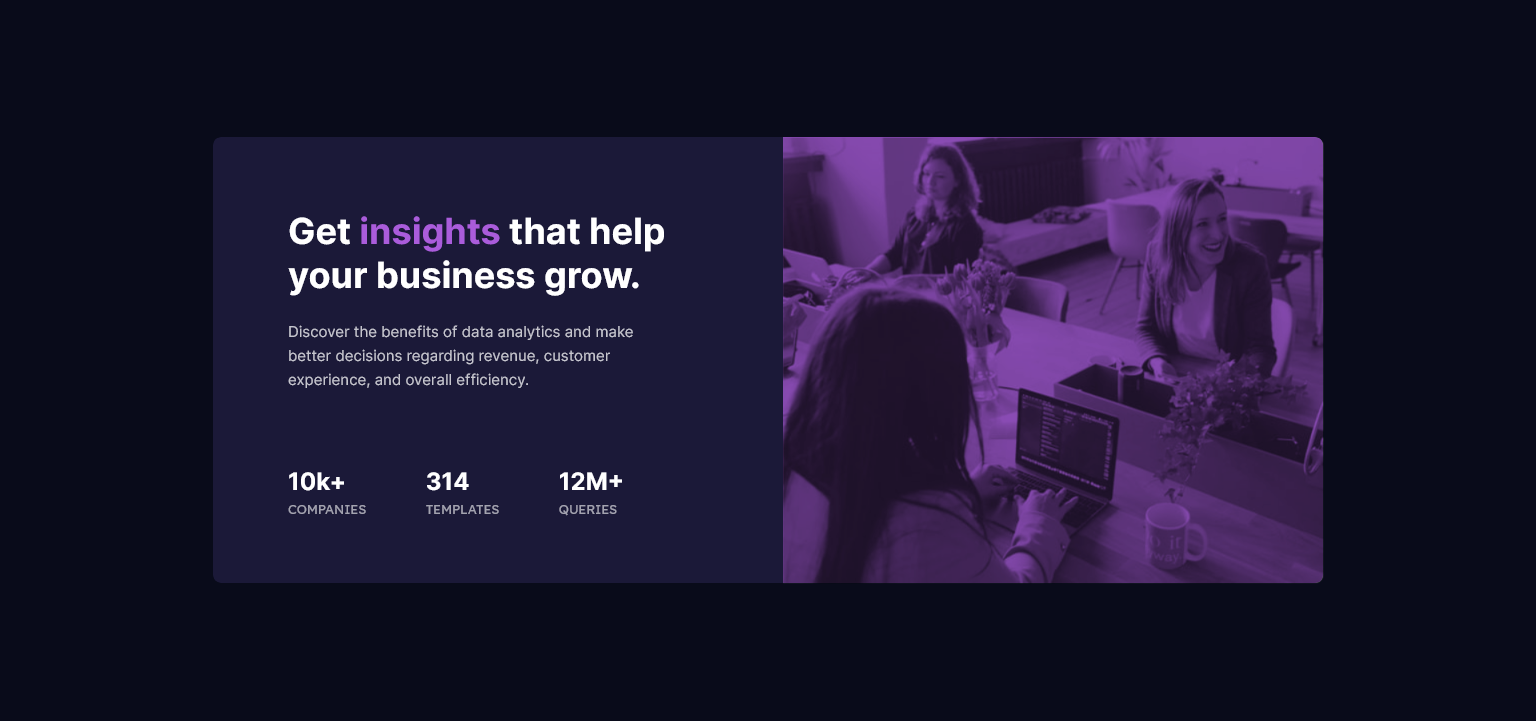 Get insights that help
your business grow.
Discover the benefits of data analytics and make
better decisions regarding revenue, customer
experience, and overall efficiency.
10k+ 314 12M+
COMPANIES TEMPLATES QUERIES